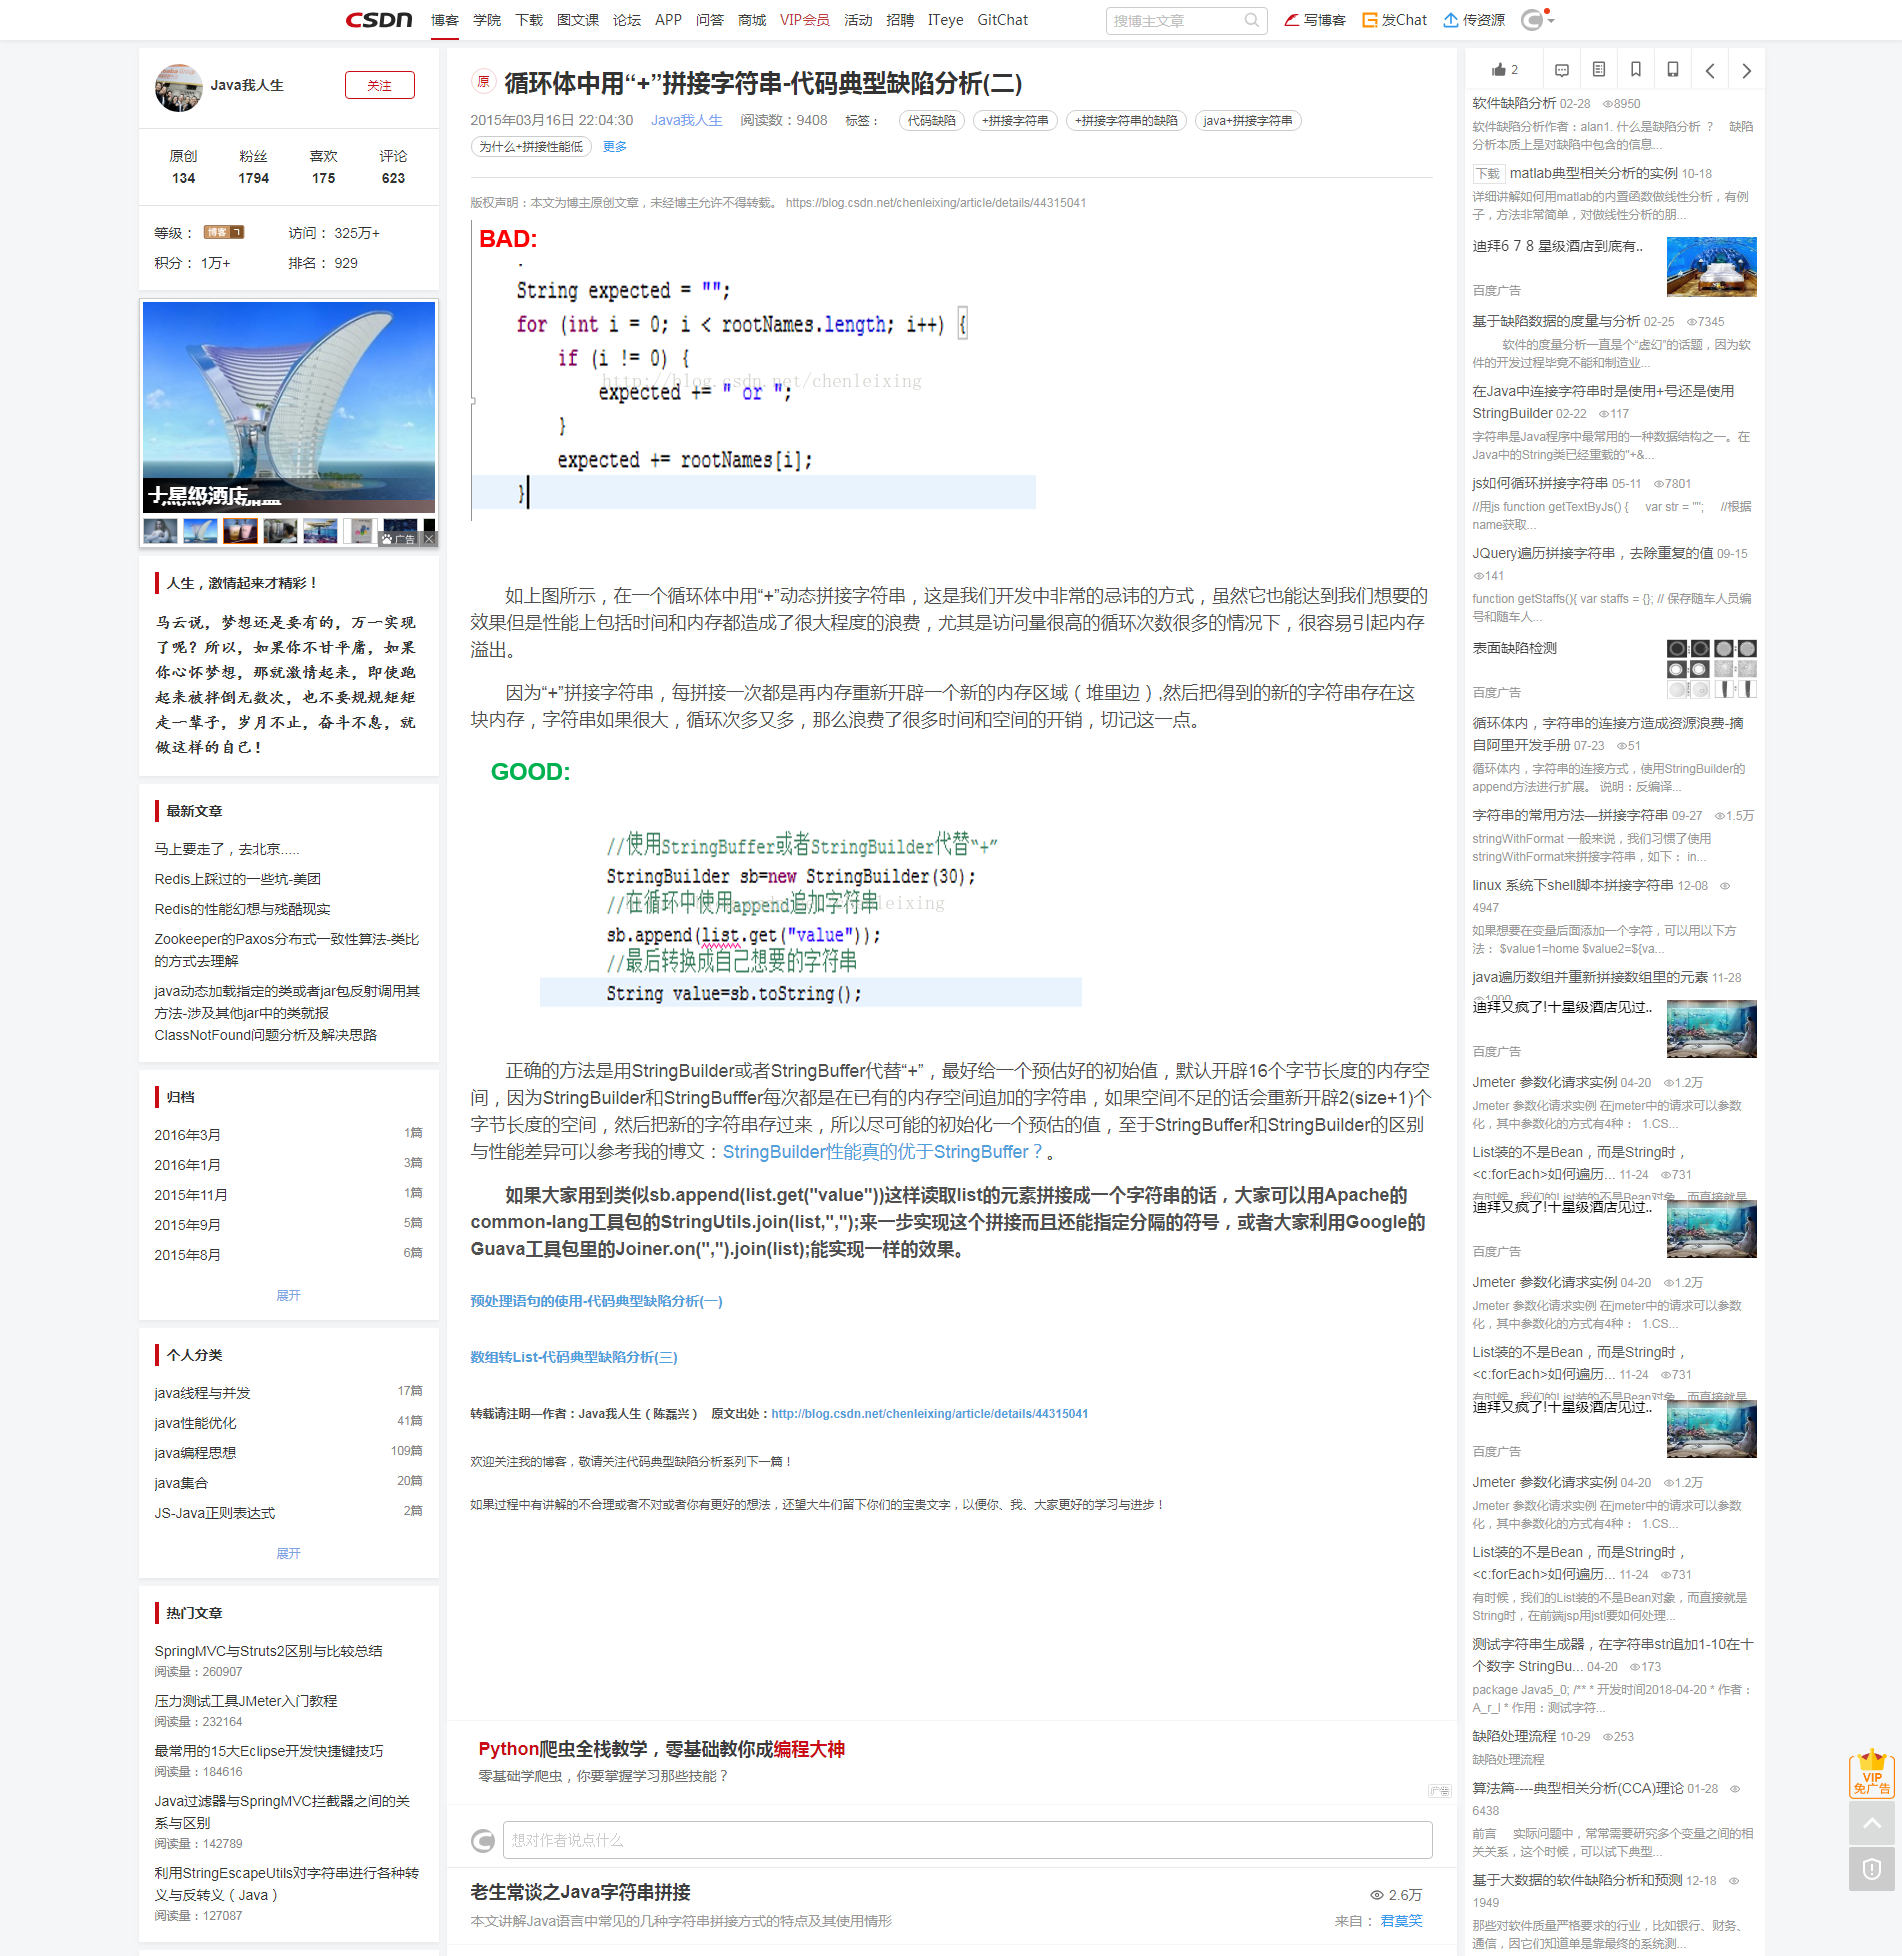 CSDN 博客 学院 下载 图文课 论坛 APP 问答 商城 VIP会员 活动 招聘 ITeye GitChat 搜博主文章 写博客 发Chat 传资源
Java我人生 关注
原创 粉丝 喜欢 评论
134 1794 175 623
等级： 博客 7 访问： 325万+
积分： 1万+ 排名： 929
广告
人生，激情起来才精彩！
马云说，梦想还是要有的，万一实现
了呢？所以，如果你不甘平庸，如果
你心怀梦想，那就激情起来，即使跑
起来被拌倒无数次，也不要规规矩矩
走一辈子，岁月不止，奋斗不息，就
做这样的自己！
最新文章
马上要走了，去北京.....
Redis上踩过的一些坑-美团
Redis的性能幻想与残酷现实
Zookeeper的Paxos分布式一致性算法-类比
的方式去理解
java动态加载指定的类或者jar包反射调用其
方法-涉及其他jar中的类就报
ClassNotFound问题分析及解决思路
归档
2016年3月 1篇
2016年1月 3篇
2015年11月 1篇
2015年9月 5篇
2015年8月 6篇
展开
个人分类
java线程与并发 17篇
java性能优化 41篇
java编程思想 109篇
java集合 20篇
JS-Java正则表达式 2篇
展开
热门文章
SpringMVC与Struts2区别与比较总结
阅读量：260907
压力测试工具JMeter入门教程
阅读量：232164
最常用的15大Eclipse开发快捷键技巧
阅读量：184616
Java过滤器与SpringMVC拦截器之间的关
系与区别
阅读量：142789
利用StringEscapeUtils对字符串进行各种转
义与反转义（Java）
阅读量：127087
原 循环体中用“+”拼接字符串-代码典型缺陷分析(二)
2015年03月16日 22:04:30 Java我人生 阅读数：9408 标签： 代码缺陷 +拼接字符串 +拼接字符串的缺陷 java+拼接字符串
为什么+拼接性能低 更多
版权声明：本文为博主原创文章，未经博主允许不得转载。 https://blog.csdn.net/chenleixing/article/details/44315041
BAD:
String expected = "";
for (int i = 0; i < rootNames.length; i++) {
if (i != 0) {
http://blog.csdn.net/chenleixing
expected += " or ";
}
expected += rootNames[i];
}
如上图所示，在一个循环体中用“+”动态拼接字符串，这是我们开发中非常的忌讳的方式，虽然它也能达到我们想要的
效果但是性能上包括时间和内存都造成了很大程度的浪费，尤其是访问量很高的循环次数很多的情况下，很容易引起内存
溢出。
因为“+”拼接字符串，每拼接一次都是再内存重新开辟一个新的内存区域（堆里边）,然后把得到的新的字符串存在这
块内存，字符串如果很大，循环次多又多，那么浪费了很多时间和空间的开销，切记这一点。
GOOD:
//使用StringBuffer或者StringBuilder代替“+”
StringBuilder sb=new StringBuilder(30);
//在循环中使用append追加字符串
sb.append(list.get("value"));
//最后转换成自己想要的字符串
String value=sb.toString();
正确的方法是用StringBuilder或者StringBuffer代替“+”，最好给一个预估好的初始值，默认开辟16个字节长度的内存空
间，因为StringBuilder和StringBufffer每次都是在已有的内存空间追加的字符串，如果空间不足的话会重新开辟2(size+1)个
字节长度的空间，然后把新的字符串存过来，所以尽可能的初始化一个预估的值，至于StringBuffer和StringBuilder的区别
与性能差异可以参考我的博文：StringBuilder性能真的优于StringBuffer？。
如果大家用到类似sb.append(list.get("value"))这样读取list的元素拼接成一个字符串的话，大家可以用Apache的
common-lang工具包的StringUtils.join(list,",");来一步实现这个拼接而且还能指定分隔的符号，或者大家利用Google的
Guava工具包里的Joiner.on(",").join(list);能实现一样的效果。
预处理语句的使用-代码典型缺陷分析(一)
数组转List-代码典型缺陷分析(三)
转载请注明—作者：Java我人生（陈磊兴） 原文出处：http://blog.csdn.net/chenleixing/article/details/44315041
欢迎关注我的博客，敬请关注代码典型缺陷分析系列下一篇！
如果过程中有讲解的不合理或者不对或者你有更好的想法，还望大牛们留下你们的宝贵文字，以便你、我、大家更好的学习与进步！
Python爬虫全栈教学，零基础教你成编程大神
零基础学爬虫，你要掌握学习那些技能？
广告
想对作者说点什么
老生常谈之Java字符串拼接 2.6万
本文讲解Java语言中常见的几种字符串拼接方式的特点及其使用情形 来自： 君莫笑
2
软件缺陷分析 02-28 8950
软件缺陷分析作者：alan1. 什么是缺陷分析 ？ 缺陷
分析本质上是对缺陷中包含的信息...
下载 matlab典型相关分析的实例 10-18
详细讲解如何用matlab的内置函数做线性分析，有例
子，方法非常简单，对做线性分析的朋...
迪拜6 7 8 星级酒店到底有..
百度广告
基于缺陷数据的度量与分析 02-25 7345
软件的度量分析一直是个“虚幻”的话题，因为软
件的开发过程毕竟不能和制造业...
在Java中连接字符串时是使用+号还是使用
StringBuilder 02-22 117
字符串是Java程序中最常用的一种数据结构之一。在
Java中的String类已经重载的"+&...
js如何循环拼接字符串 05-11 7801
//用js function getTextByJs() { var str = ""; //根据
name获取...
JQuery遍历拼接字符串，去除重复的值 09-15
141
function getStaffs(){ var staffs = {}; // 保存随车人员编
号和随车人...
表面缺陷检测
百度广告
循环体内，字符串的连接方造成资源浪费-摘
自阿里开发手册 07-23 51
循环体内，字符串的连接方式，使用StringBuilder的
append方法进行扩展。 说明：反编译...
字符串的常用方法—拼接字符串 09-27 1.5万
stringWithFormat 一般来说，我们习惯了使用
stringWithFormat来拼接字符串，如下： in...
linux 系统下shell脚本拼接字符串 12-08
4947
如果想要在变量后面添加一个字符，可以用以下方
法： $value1=home $value2=${va...
java遍历数组并重新拼接数组里的元素 11-28
迪拜又疯了!十星级酒店见过..
百度广告
Jmeter 参数化请求实例 04-20 1.2万
Jmeter 参数化请求实例 在jmeter中的请求可以参数
化，其中参数化的方式有4种： 1.CS...
List装的不是Bean，而是String时，
<c:forEach>如何遍历... 11-24 731
有时候，我们的List装的不是Bean对象，而直接就是
迪拜又疯了!十星级酒店见过..
百度广告
Jmeter 参数化请求实例 04-20 1.2万
Jmeter 参数化请求实例 在jmeter中的请求可以参数
化，其中参数化的方式有4种： 1.CS...
List装的不是Bean，而是String时，
<c:forEach>如何遍历... 11-24 731
有时候，我们的List装的不是Bean对象，而直接就是
迪拜又疯了!十星级酒店见过..
百度广告
Jmeter 参数化请求实例 04-20 1.2万
Jmeter 参数化请求实例 在jmeter中的请求可以参数
化，其中参数化的方式有4种： 1.CS...
List装的不是Bean，而是String时，
<c:forEach>如何遍历... 11-24 731
有时候，我们的List装的不是Bean对象，而直接就是
String时，在前端jsp用jstl要如何处理...
测试字符串生成器，在字符串str追加1-10在十
个数字 StringBu... 04-20 173
package Java5_0; /** * 开发时间2018-04-20 * 作者：
A_r_l * 作用：测试字符...
缺陷处理流程 10-29 253
缺陷处理流程
算法篇----典型相关分析(CCA)理论 01-28
6438
前言 实际问题中，常常需要研究多个变量之间的相
关关系，这个时候，可以试下典型...
基于大数据的软件缺陷分析和预测 12-18
1949
那些对软件质量严格要求的行业，比如银行、财务、
通信，因它们知道单是靠最终的系统测...
VIP
免广告